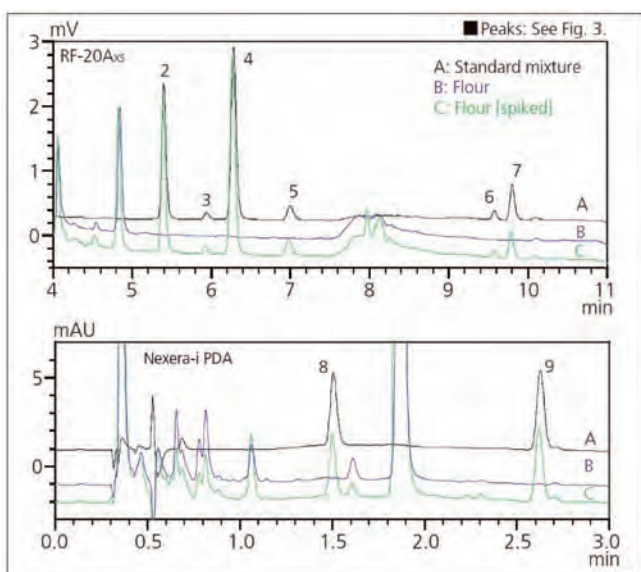 mV
■ Peaks: See Fig. 3.
3
RF-20Axs
2
4
A: Standard mixture
B: Flour
C: Flour [spiked]
2
1
7
5
3
6
A
0
B
C
4 5 6 7 8 9 10 11
min
mAU
Nexera-i PDA
8
9
5
A
0
B
C
0.0 0.5 1.0 1.5 2.0 2.5 3.0
min